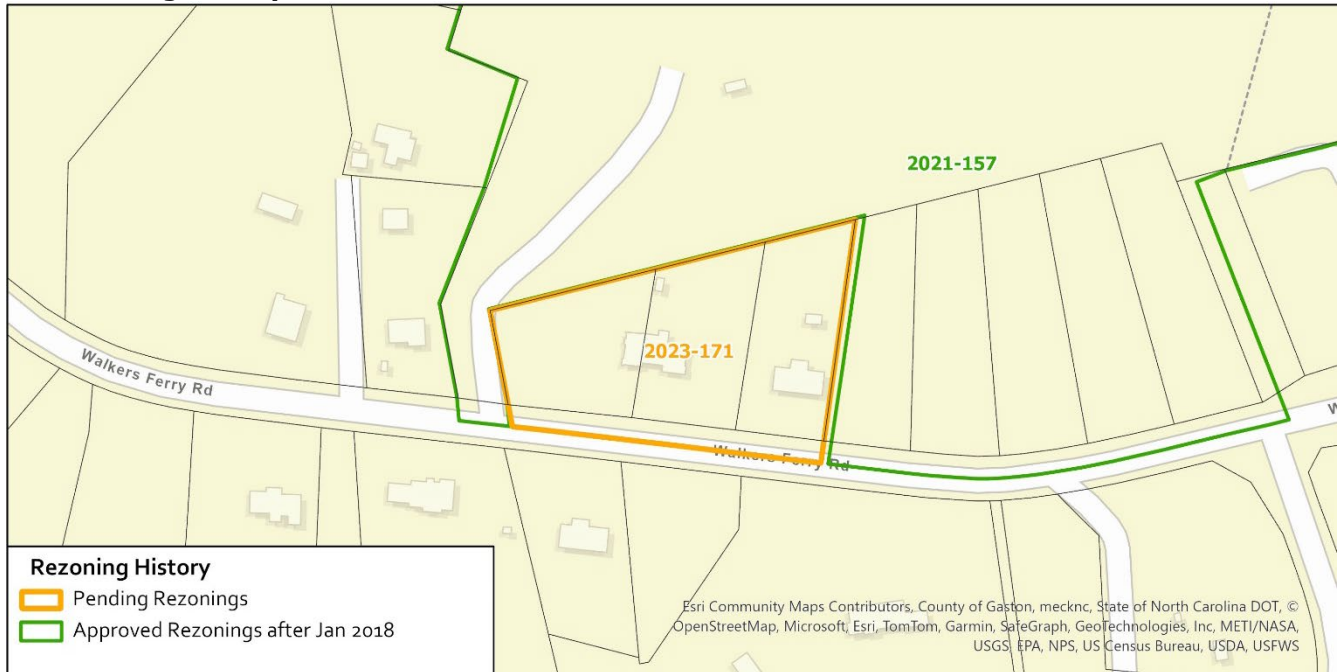 2021-157
2023-171
Walkers Ferry Rd
Walkers Ferry Rd
Rezoning History
Pending Rezonings
Approved Rezonings after Jan 2018
Esri Community Maps Contributors, County of Gaston, mecknc, State of North Carolina DOT, ©
OpenStreetMap, Microsoft, Esri, TomTom, Garmin, SafeGraph, GeoTechnologies, Inc, METI/NASA,
USGS, EPA, NPS, US Census Bureau, USDA, USFWS